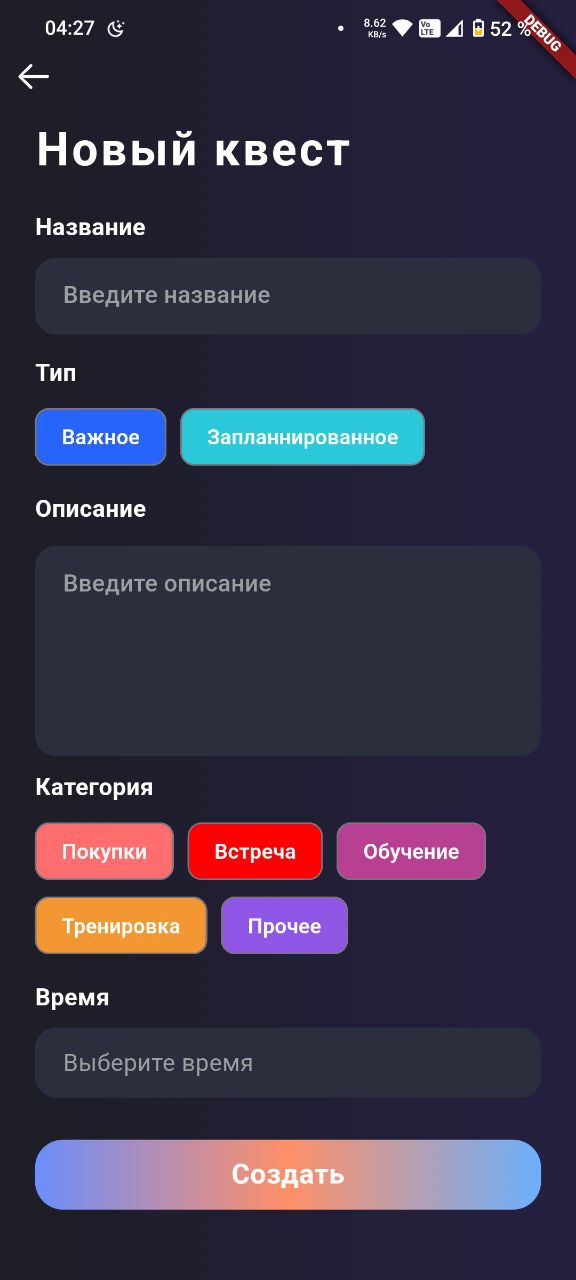 04:27
8.62
KB/s
Vo
LTE
52 %
DEBUG
Новый квест
Название
Введите название
Тип
Важное Запланнированное
Описание
Введите описание
Категория
Покупки Встреча Обучение
Тренировка Прочее
Время
Выберите время
Создать